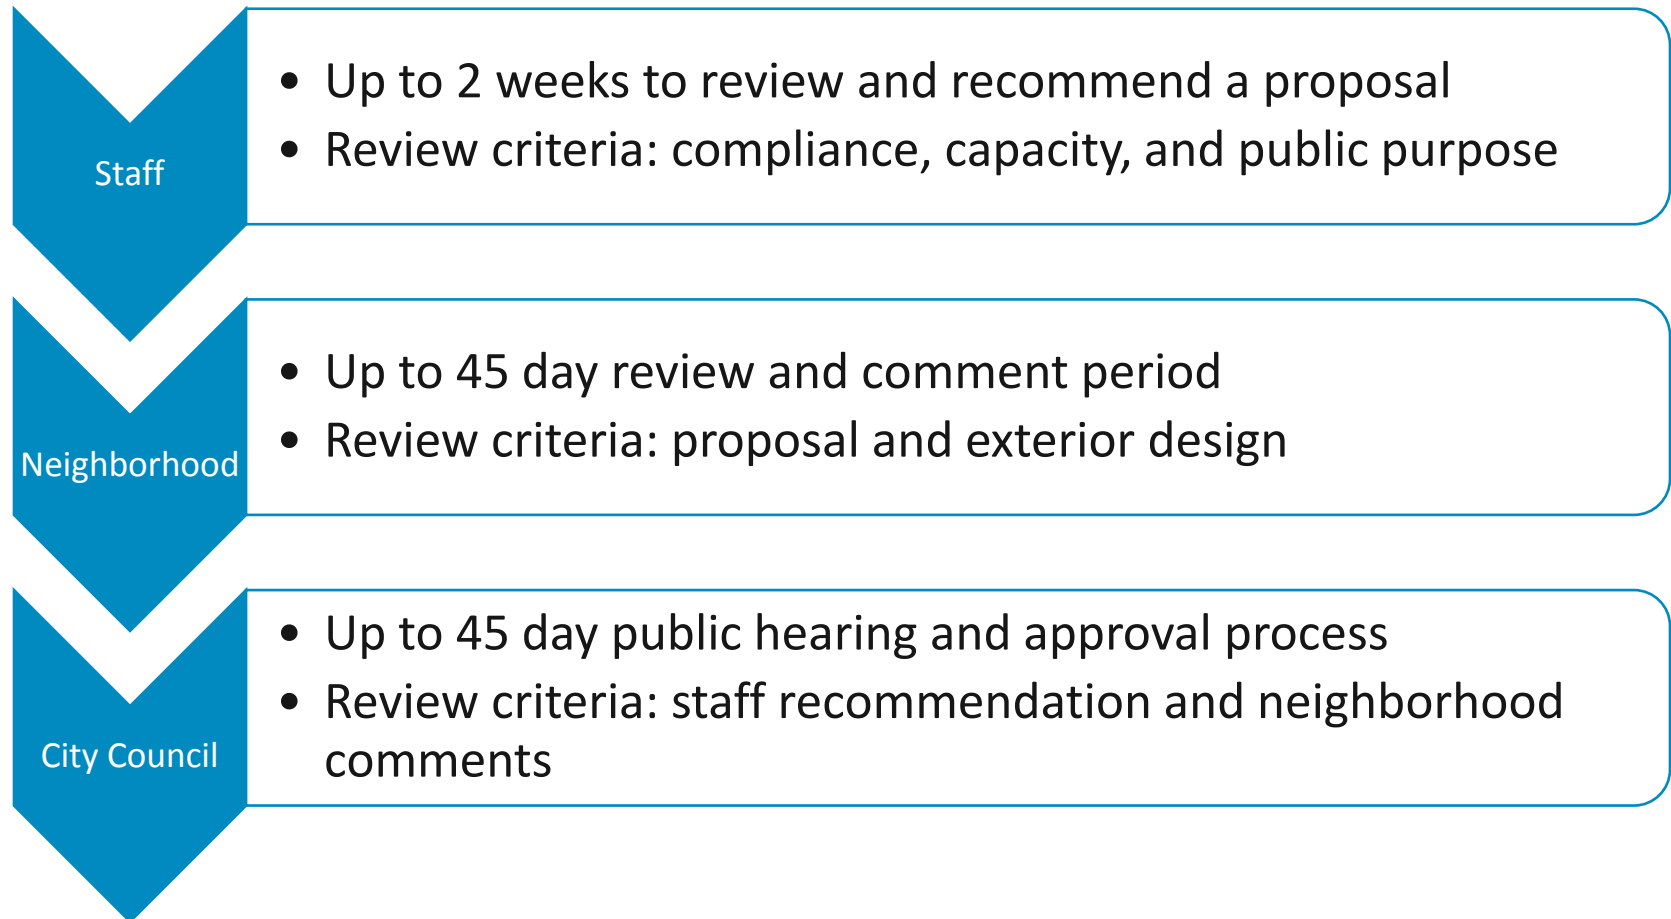 Staff
• Up to 2 weeks to review and recommend a proposal
• Review criteria: compliance, capacity, and public purpose
Neighborhood
• Up to 45 day review and comment period
• Review criteria: proposal and exterior design
City Council
• Up to 45 day public hearing and approval process
• Review criteria: staff recommendation and neighborhood
comments